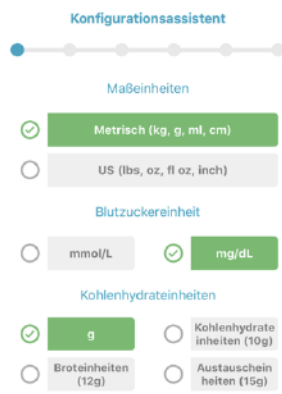 Konfigurationsassistent
Maßeinheiten
Metrisch (kg, g, ml, cm)
US (lbs, oz, fl oz, inch)
Blutzuckereinheit
mmol/L
mg/dL
Kohlenhydrateinheiten
g
Kohlenhydrate
inheiten (10g)
Broteinheiten
(12g)
Austauschein
heiten (15g)